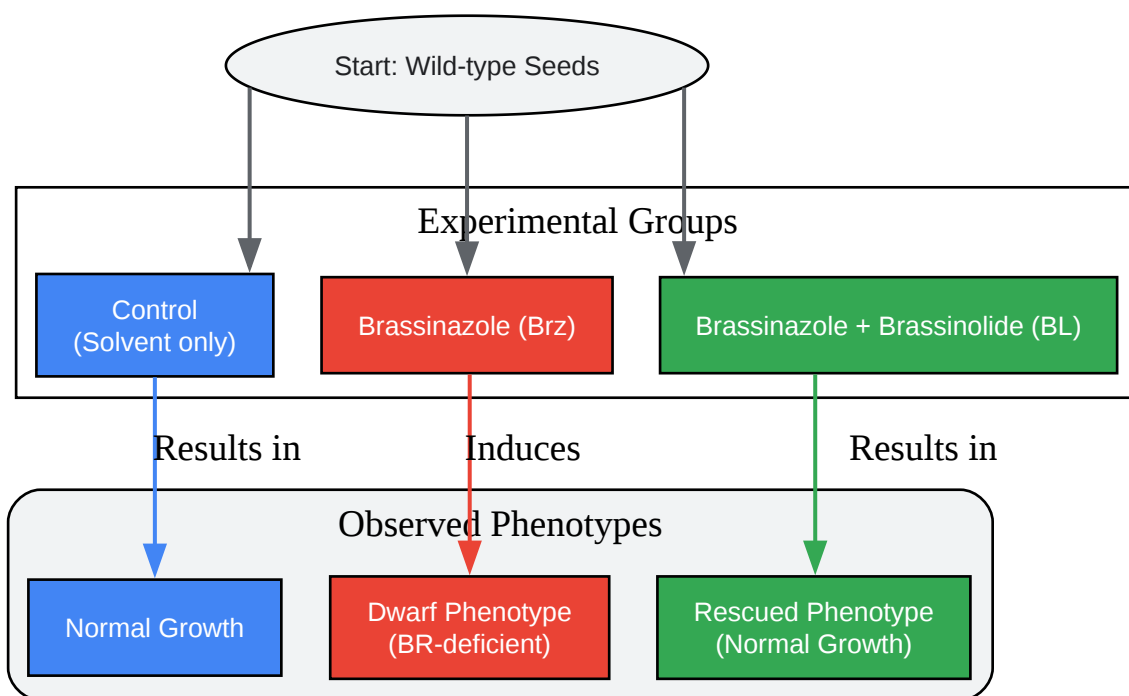 Start: Wild-type Seeds
Experimental Groups
Control
(Solvent only)
Brassinazole (Brz)
Brassinazole + Brassinolide (BL)
Results in
Induces
Results in
Observed Phenotypes
Normal Growth
Dwarf Phenotype
(BR-deficient)
Rescued Phenotype
(Normal Growth)